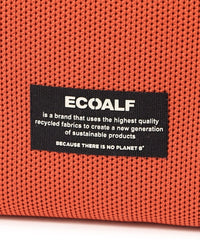 ECOALF
is a brand that uses the highest quality
recycled fabrics to create a new generation
of sustainable products
BECAUSE THERE IS NO PLANET B°